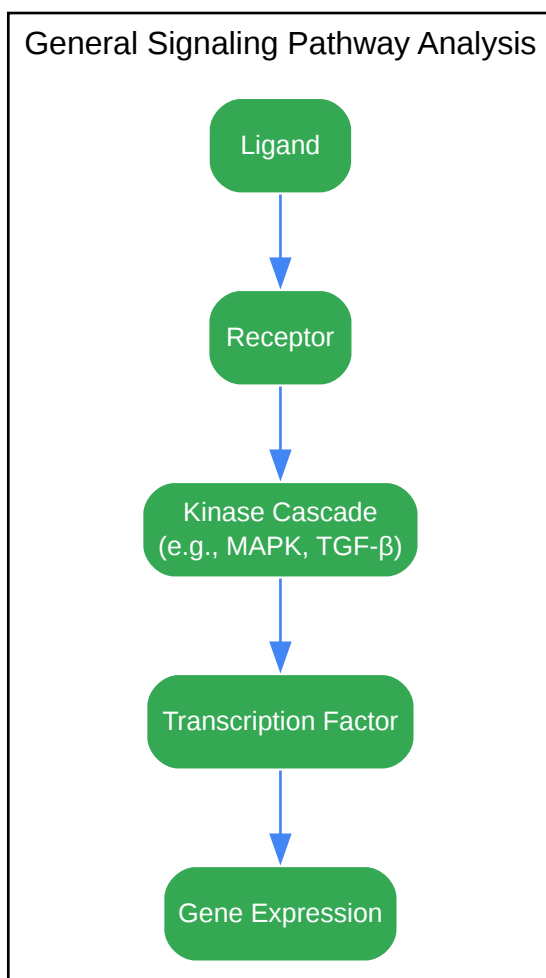 General Signaling Pathway Analysis
Ligand
Receptor
Kinase Cascade
(e.g., MAPK, TGF-β)
Transcription Factor
Gene Expression